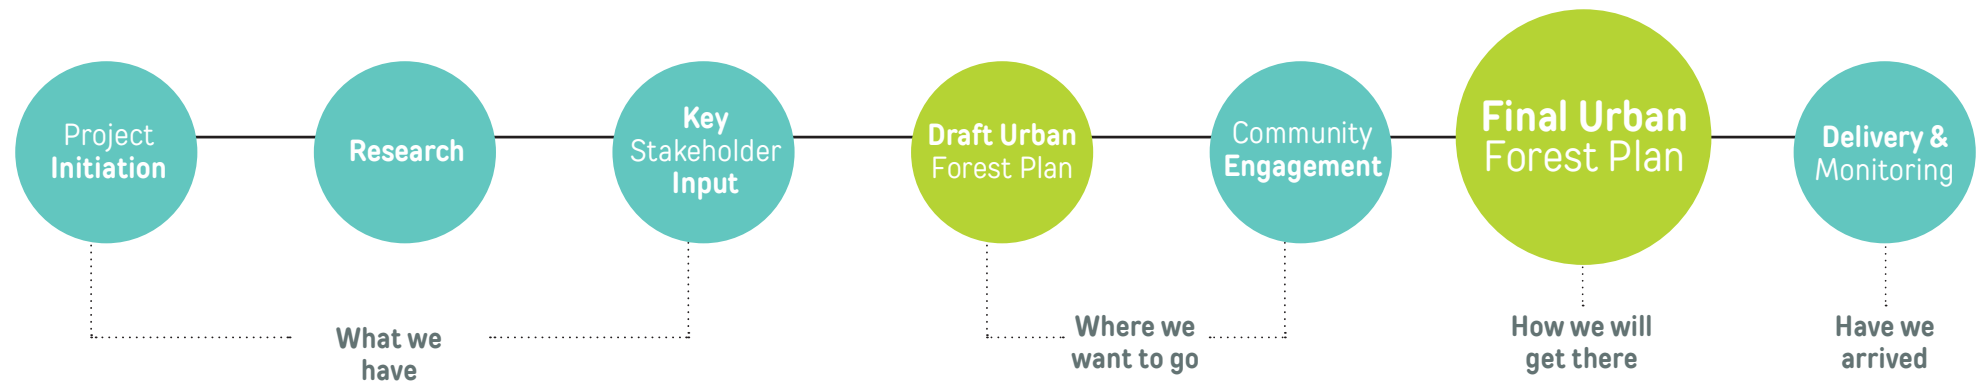 Project
Initiation
Research
Key
Stakeholder
Input
Draft Urban
Forest Plan
Community
Engagement
Final Urban
Forest Plan
Delivery &
Monitoring
What we
have
Where we
want to go
How we will
get there
Have we
arrived